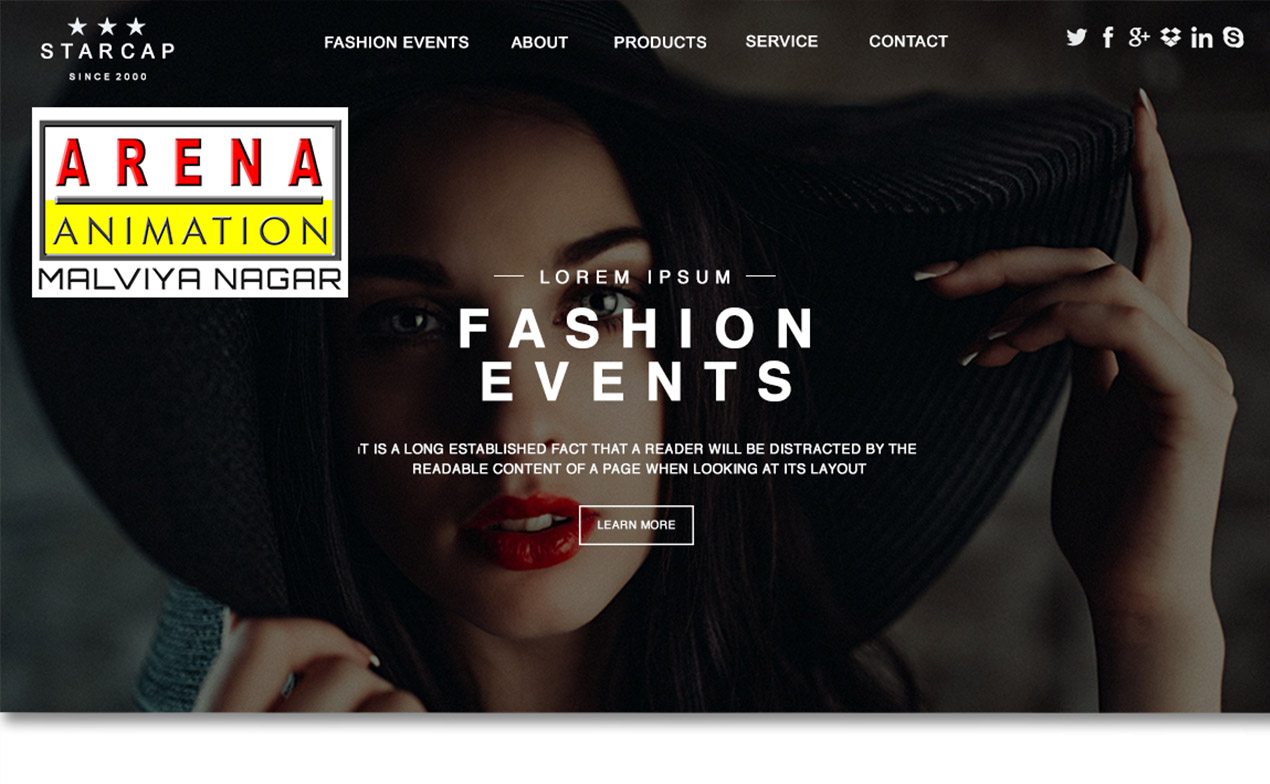 STARCAP
SINCE 2000
FASHION EVENTS ABOUT PRODUCTS SERVICE CONTACT
ARENA
ANIMATION
MALVIYA NAGAR
LOREM IPSUM
FASHION
EVENTS
IT IS A LONG ESTABLISHED FACT THAT A READER WILL BE DISTRACTED BY THE
READABLE CONTENT OF A PAGE WHEN LOOKING AT ITS LAYOUT
LEARN MORE